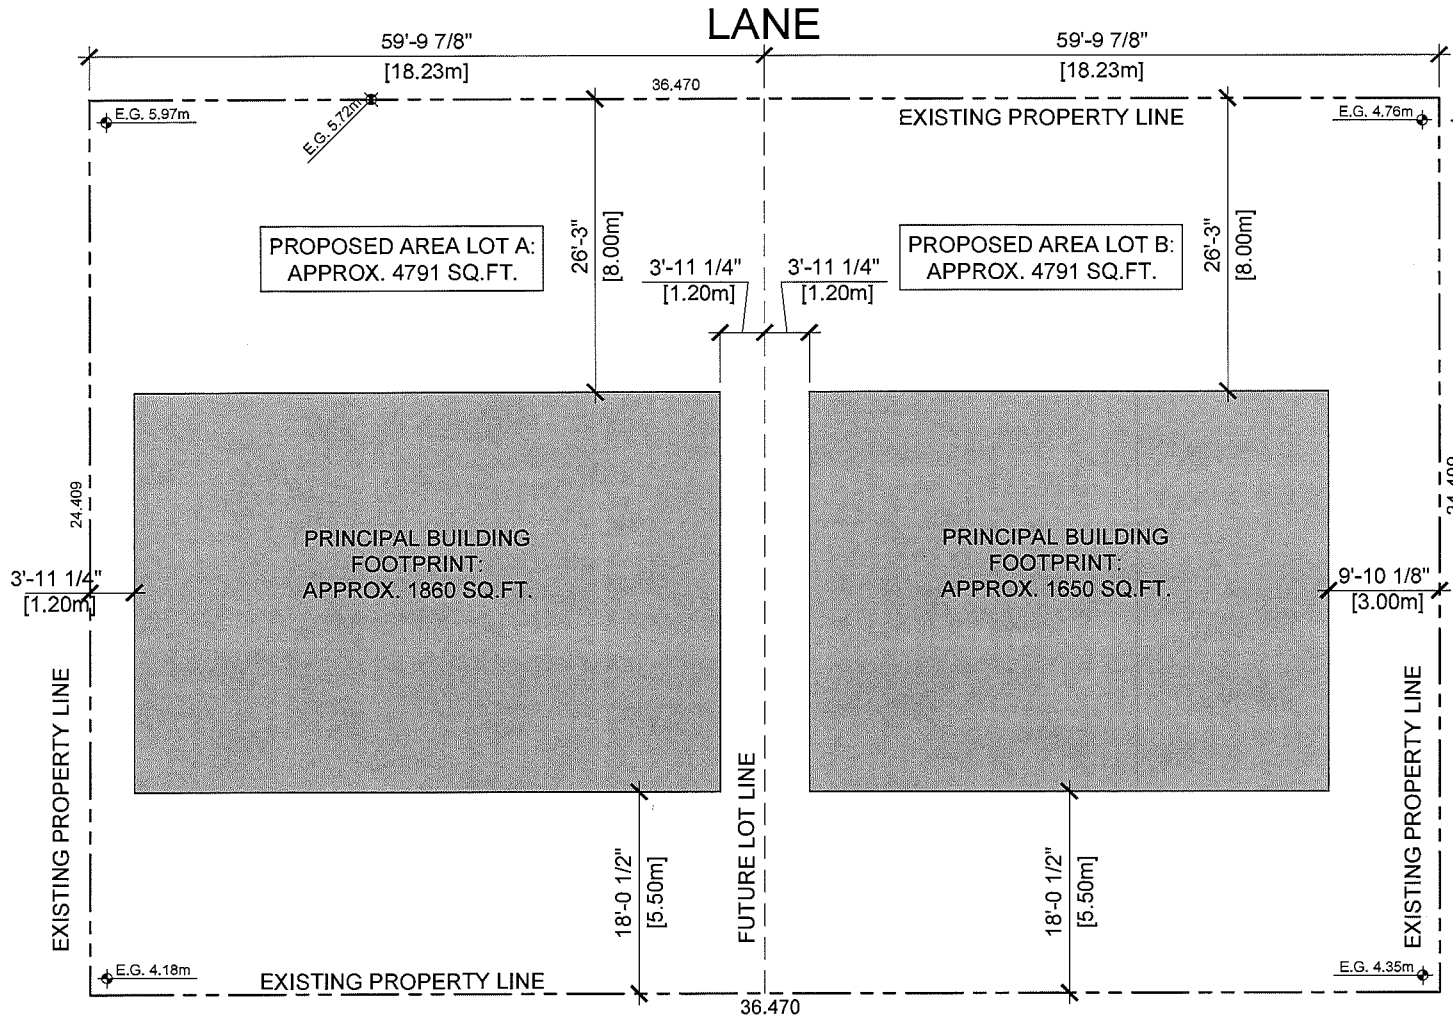 LANE
59'-9 7/8"
[18.23m]
59'-9 7/8"
[18.23m]
36.470
E.G. 5.97m
E.G. 5.72m
EXISTING PROPERTY LINE
E.G. 4.76m
PROPOSED AREA LOT A:
APPROX. 4791 SQ.FT.
26'-3"
[8.00m]
3'-11 1/4"
[1.20m]
3'-11 1/4"
[1.20m]
PROPOSED AREA LOT B:
APPROX. 4791 SQ.FT.
26'-3"
[8.00m]
24.409
24.409
PRINCIPAL BUILDING
FOOTPRINT:
APPROX. 1860 SQ.FT.
PRINCIPAL BUILDING
FOOTPRINT:
APPROX. 1650 SQ.FT.
3'-11 1/4"
[1.20m]
9'-10 1/8"
[3.00m]
EXISTING PROPERTY LINE
18'-0 1/2"
[5.50m]
FUTURE LOT LINE
18'-0 1/2"
[5.50m]
EXISTING PROPERTY LINE
E.G. 4.18m
EXISTING PROPERTY LINE
E.G. 4.35m
36.470